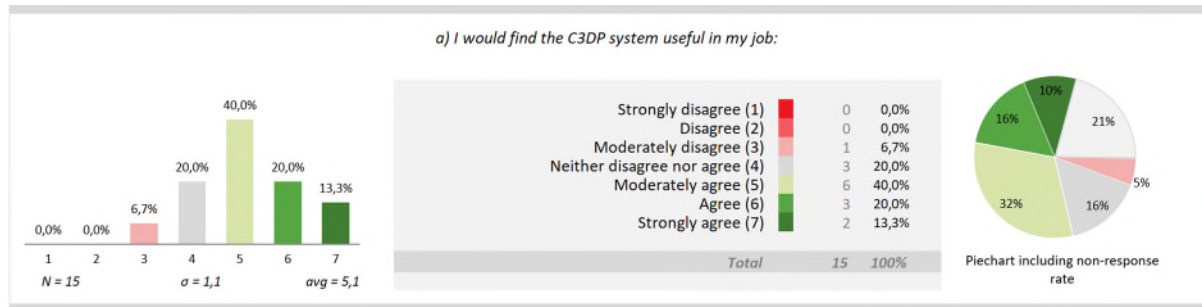 a) I would find the C3DP system useful in my job:
40,0%
20,0%
20,0%
13,3%
6,7%
0,0%
0,0%
1 2 3 4 5 6 7
N = 15 σ = 1,1 avg = 5,1
Strongly disagree (1) 0 0,0%
Disagree (2) 0 0,0%
Moderately disagree (3) 1 6,7%
Neither disagree nor agree (4) 3 20,0%
Moderately agree (5) 6 40,0%
Agree (6) 3 20,0%
Strongly agree (7) 2 13,3%
Total 15 100%
10%
21%
16%
5%
32%
16%
Piechart including non-response
rate